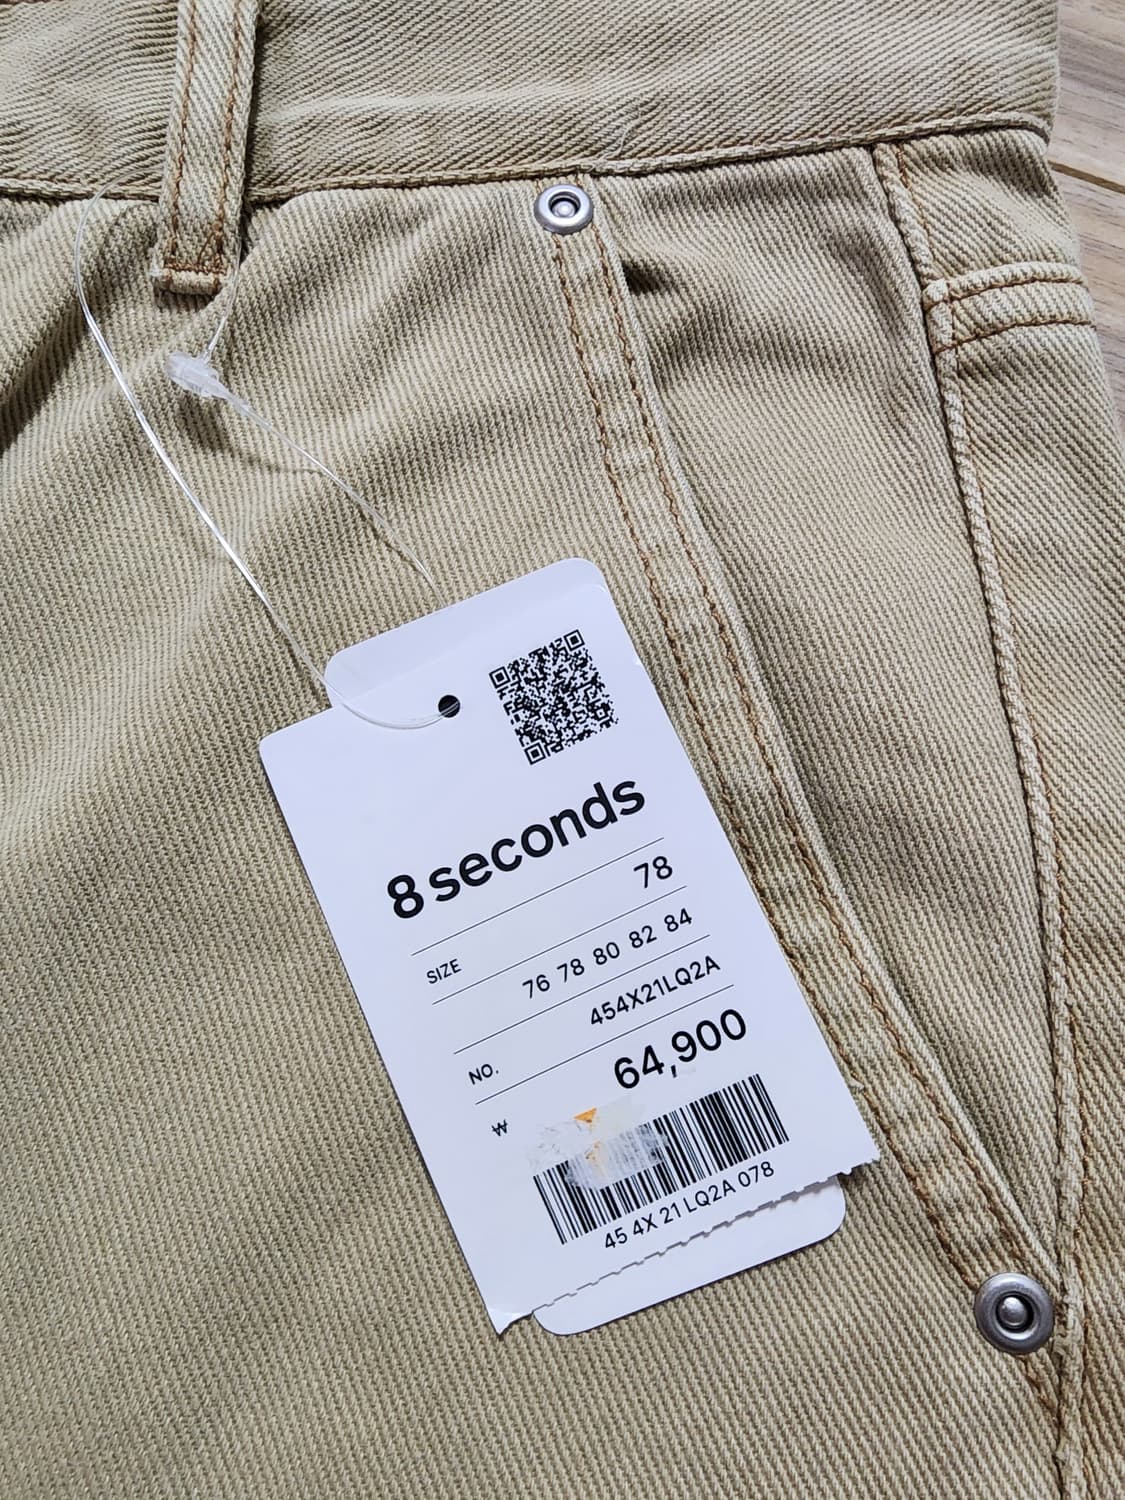 8 seconds
78
SIZE
76 78 80 82 84
454X21LQ2A
NO.
64,900
₩
45 4X 21 LQ2A 078